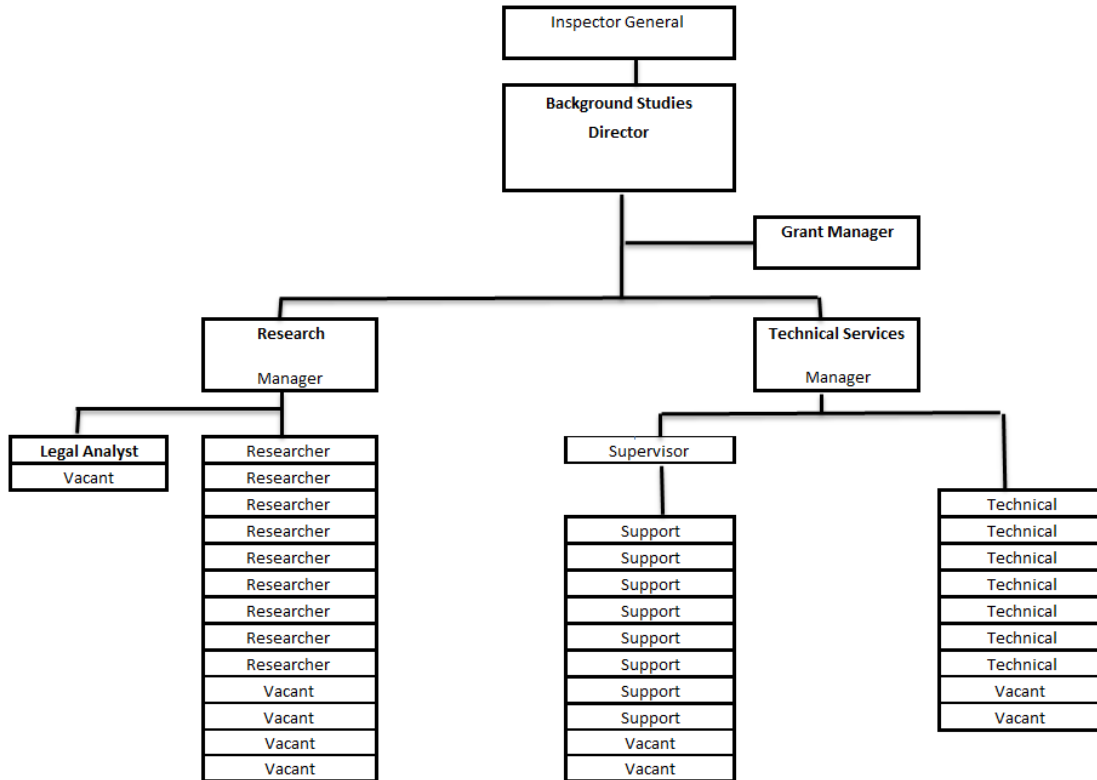 Inspector General
Background Studies
Director
Grant Manager
Research
Manager
Technical Services
Manager
Legal Analyst
Vacant
Researcher
Researcher
Researcher
Researcher
Researcher
Researcher
Researcher
Researcher
Researcher
Vacant
Vacant
Vacant
Vacant
Supervisor
Support
Support
Support
Support
Support
Support
Support
Support
Vacant
Vacant
Technical
Technical
Technical
Technical
Technical
Technical
Technical
Vacant
Vacant